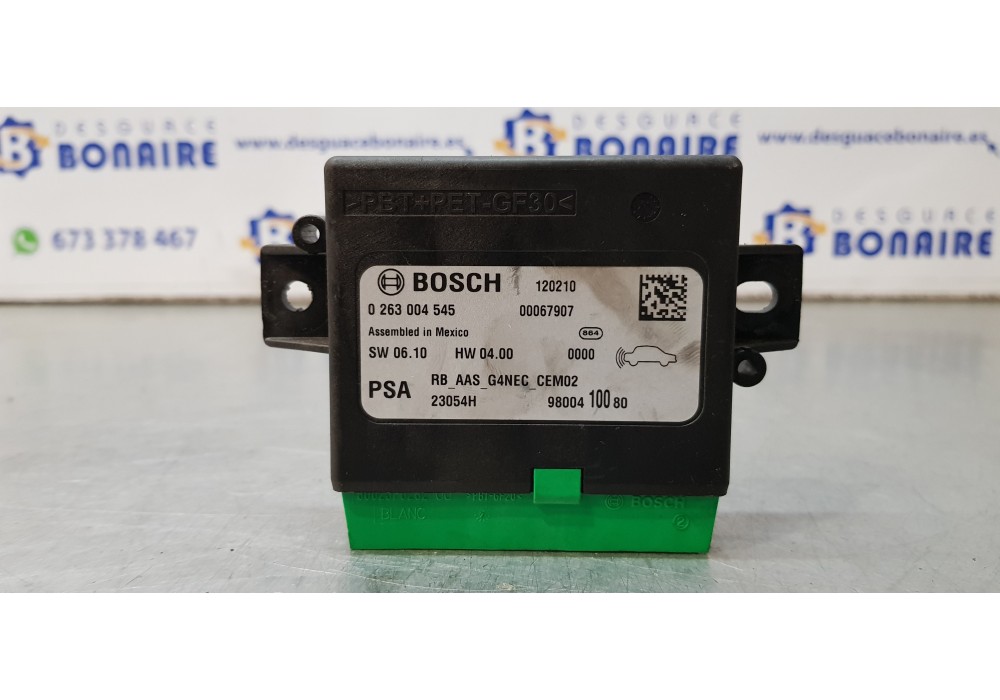 DESGUACE
BONAIRE
www.desguacebonaire.es
DESGUACE
BONAIRE
www.desguacebonaire.es
673 378 467
BONAIRE
>PBT+PET-GF30<
BOSCH 120210
0 263 004 545 00067907
Assembled in Mexico 864
SW 06.10 HW 04.00 0000
PSA RB_AAS_G4NEC_CEM02
23054H 98004 100 80
BOSCH
BLANC 2